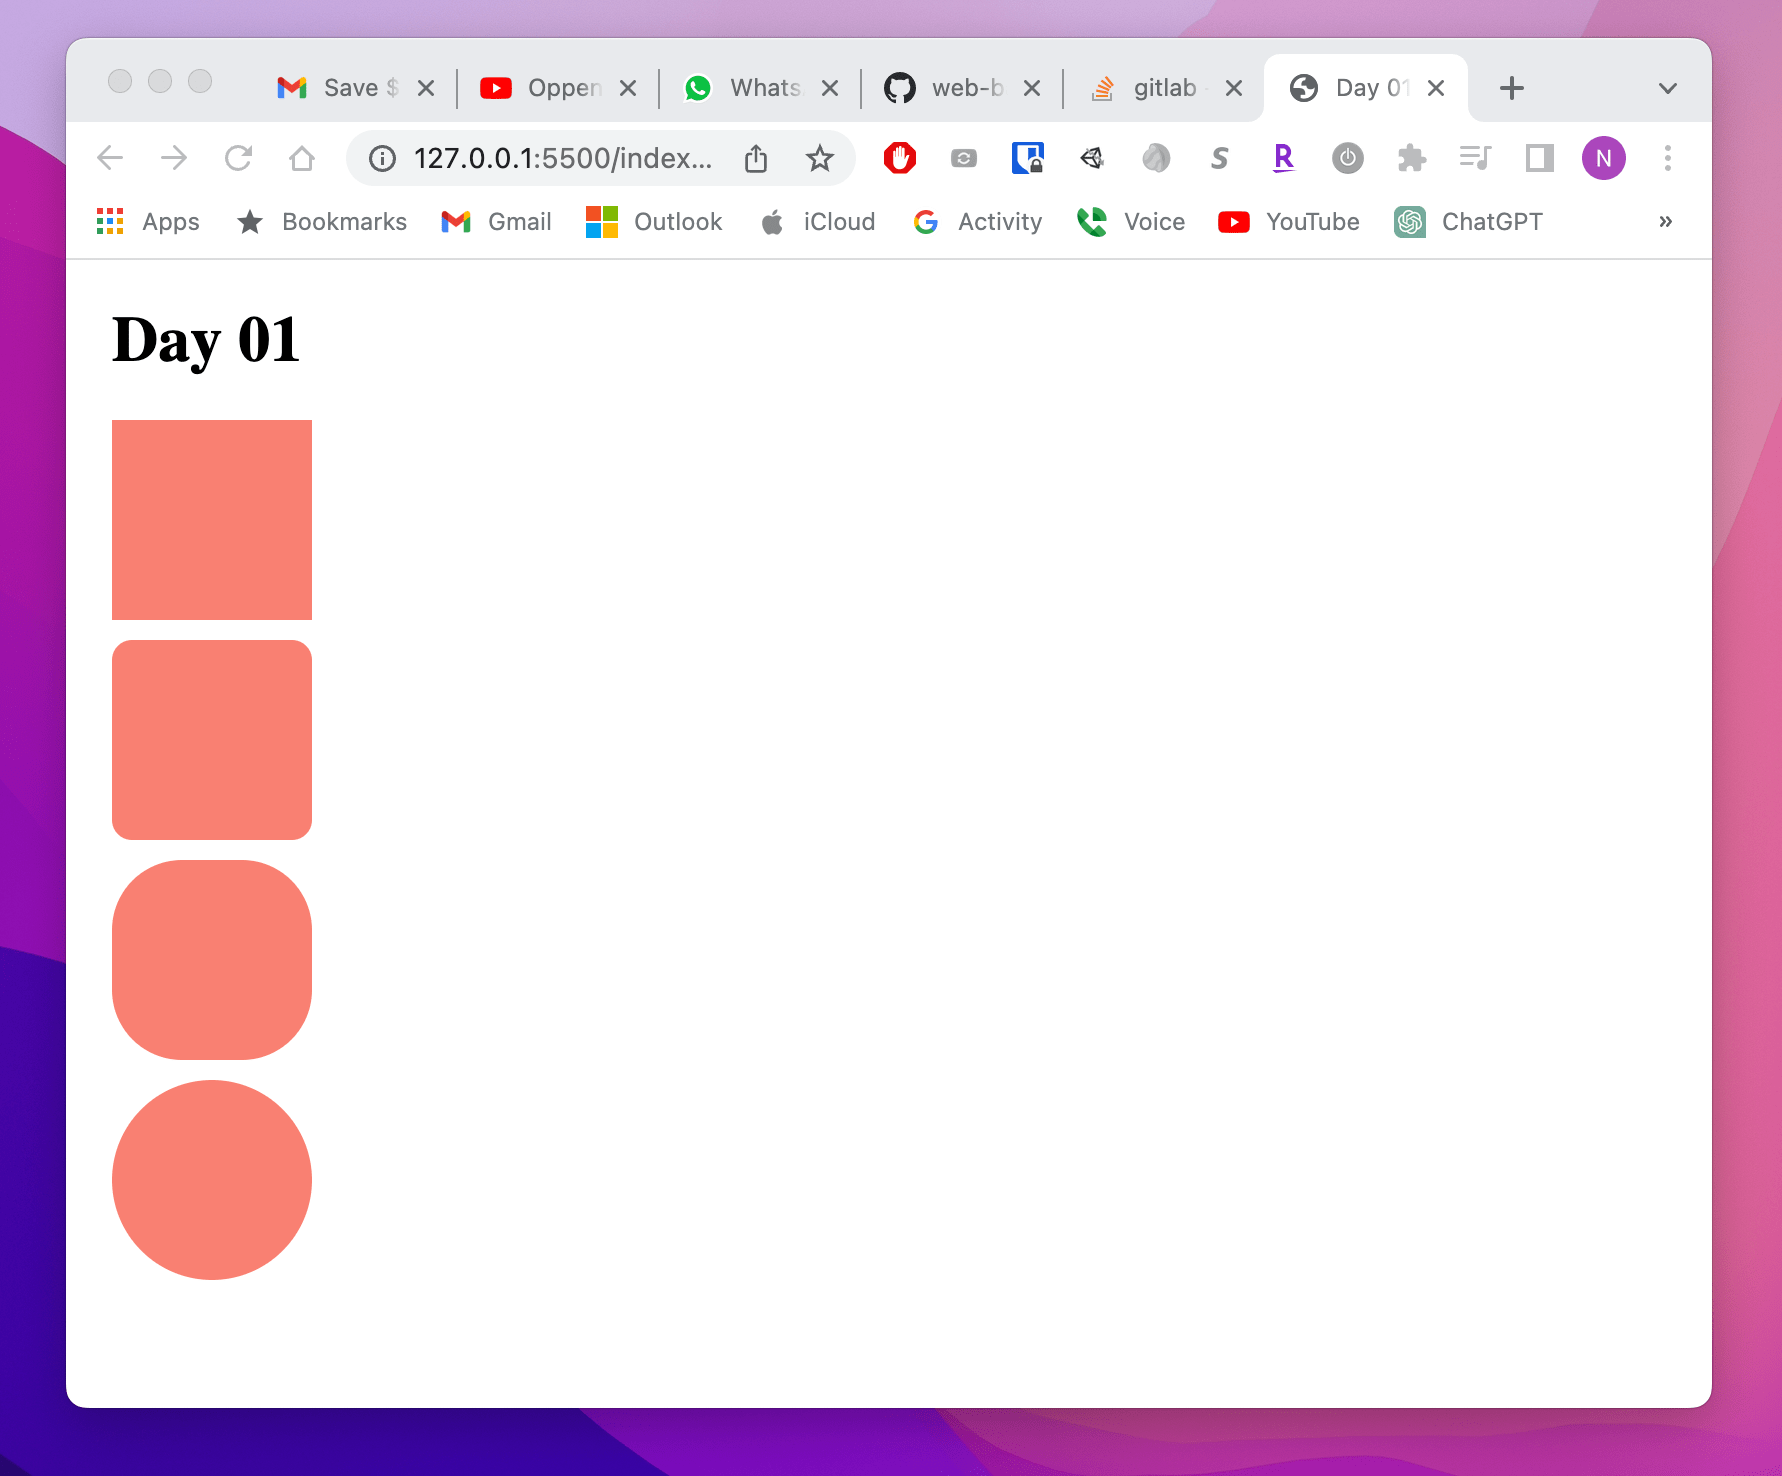 Save $ Oppen Whats gitlab Day 01
127.0.0.1:5500/index...
S R N
Apps Bookmarks Gmail Outlook iCloud Activity Voice YouTube ChatGPT »
Day 01